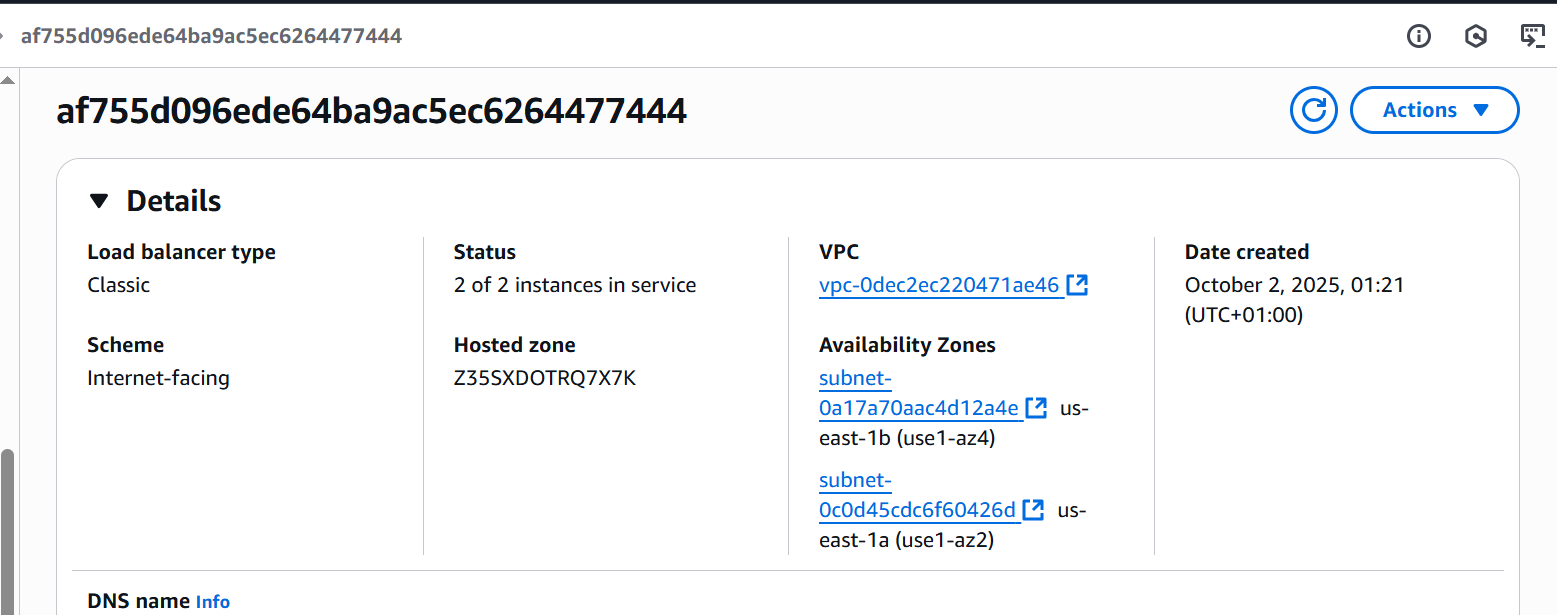 af755d096ede64ba9ac5ec6264477444
af755d096ede64ba9ac5ec6264477444
Actions
Details
Load balancer type
Classic
Scheme
Internet-facing
Status
2 of 2 instances in service
Hosted zone
Z35SXDOTRQ7X7K
VPC
vpc-0dec2ec220471ae46
Availability Zones
subnet-
0a17a70aac4d12a4e us-
east-1b (use1-az4)
subnet-
0c0d45cdc6f60426d us-
east-1a (use1-az2)
Date created
October 2, 2025, 01:21
(UTC+01:00)
DNS name Info